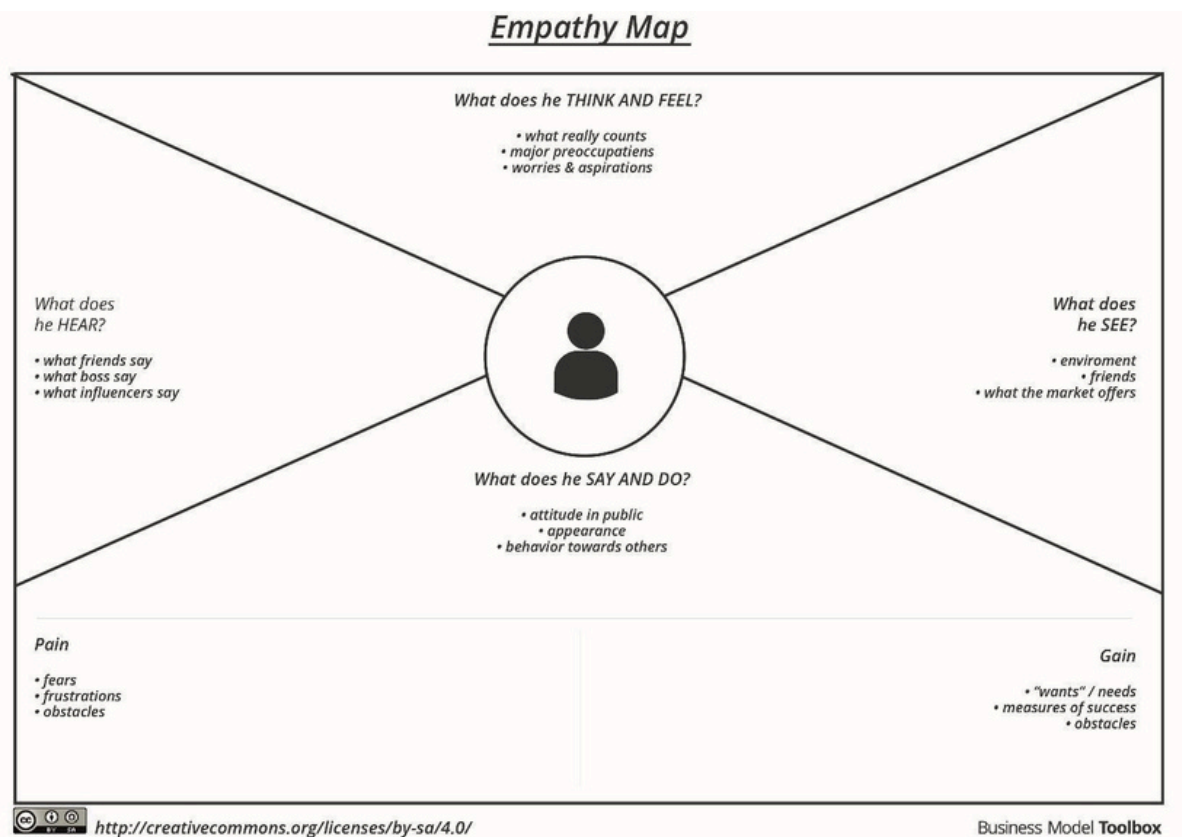 Empathy Map
What does he THINK AND FEEL?
• what really counts
• major preoccupatiens
• worries & aspirations
What does
he HEAR?
• what friends say
• what boss say
• what influencers say
What does
he SEE?
• enviroment
• friends
• what the market offers
What does he SAY AND DO?
• attitude in public
• appearance
• behavior towards others
Pain
• fears
• frustrations
• obstacles
Gain
• "wants" / needs
• measures of success
• obstacles
cc BY SA
http://creativecommons.org/licenses/by-sa/4.0/
Business Model Toolbox